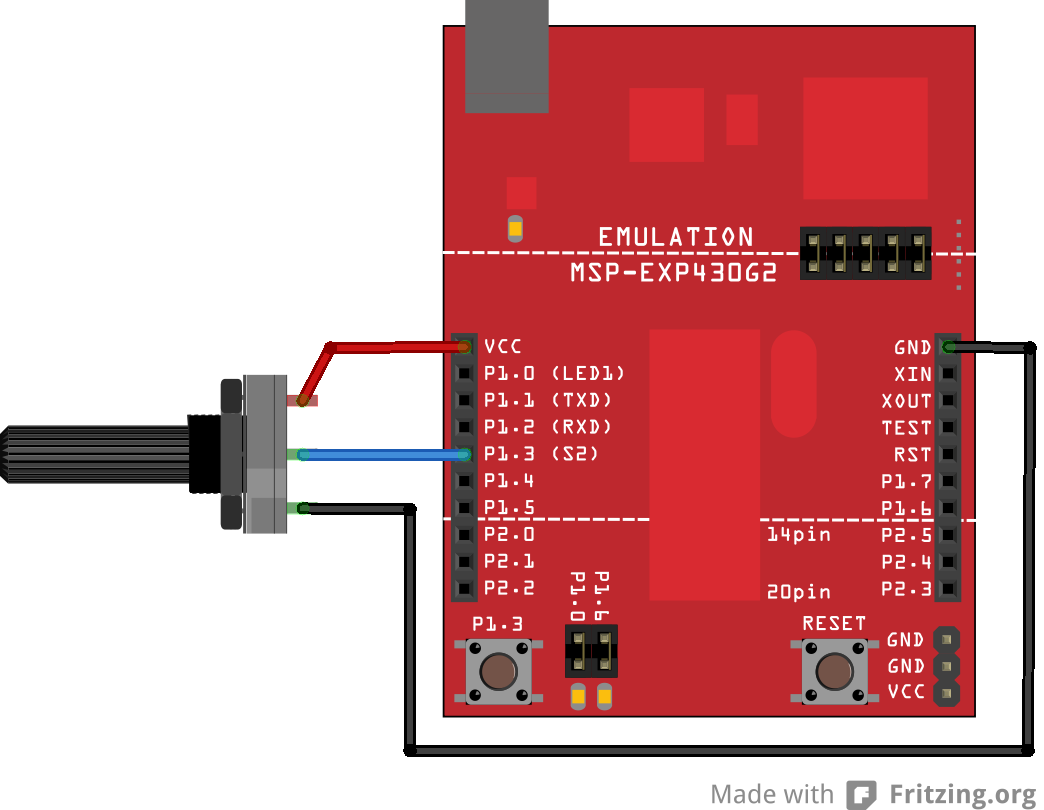 EMULATION
MSP-EXP430G2
VCC
P1.0 (LED1)
P1.1 (TXD)
P1.2 (RXD)
P1.3 (S2)
P1.4
P1.5
P2.0
P2.1
P2.2
GND
XIN
XOUT
TEST
RST
P1.7
P1.6
P2.5
P2.4
P2.3
14pin
20pin
P1.3
P1.0
P1.6
RESET
GND
GND
VCC
Made with Fritzing.org